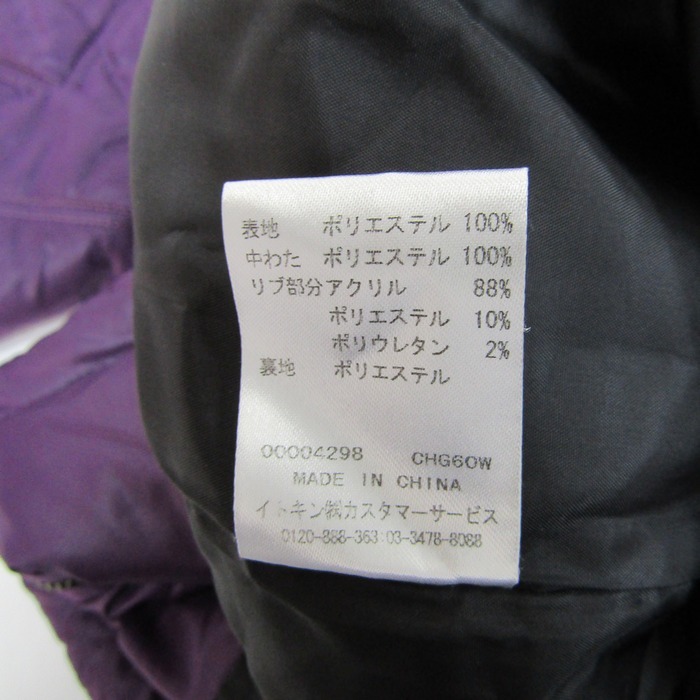 表地 ポリエステル 100%
中わた ポリエステル 100%
リブ部分アクリル 88%
ポリエステル 10%
ポリウレタン 2%
裏地 ポリエステル
00004298 CHG60W
MADE IN CHINA
イトキン㈱カスタマーサービス
0120-888-363:03-3478-8088